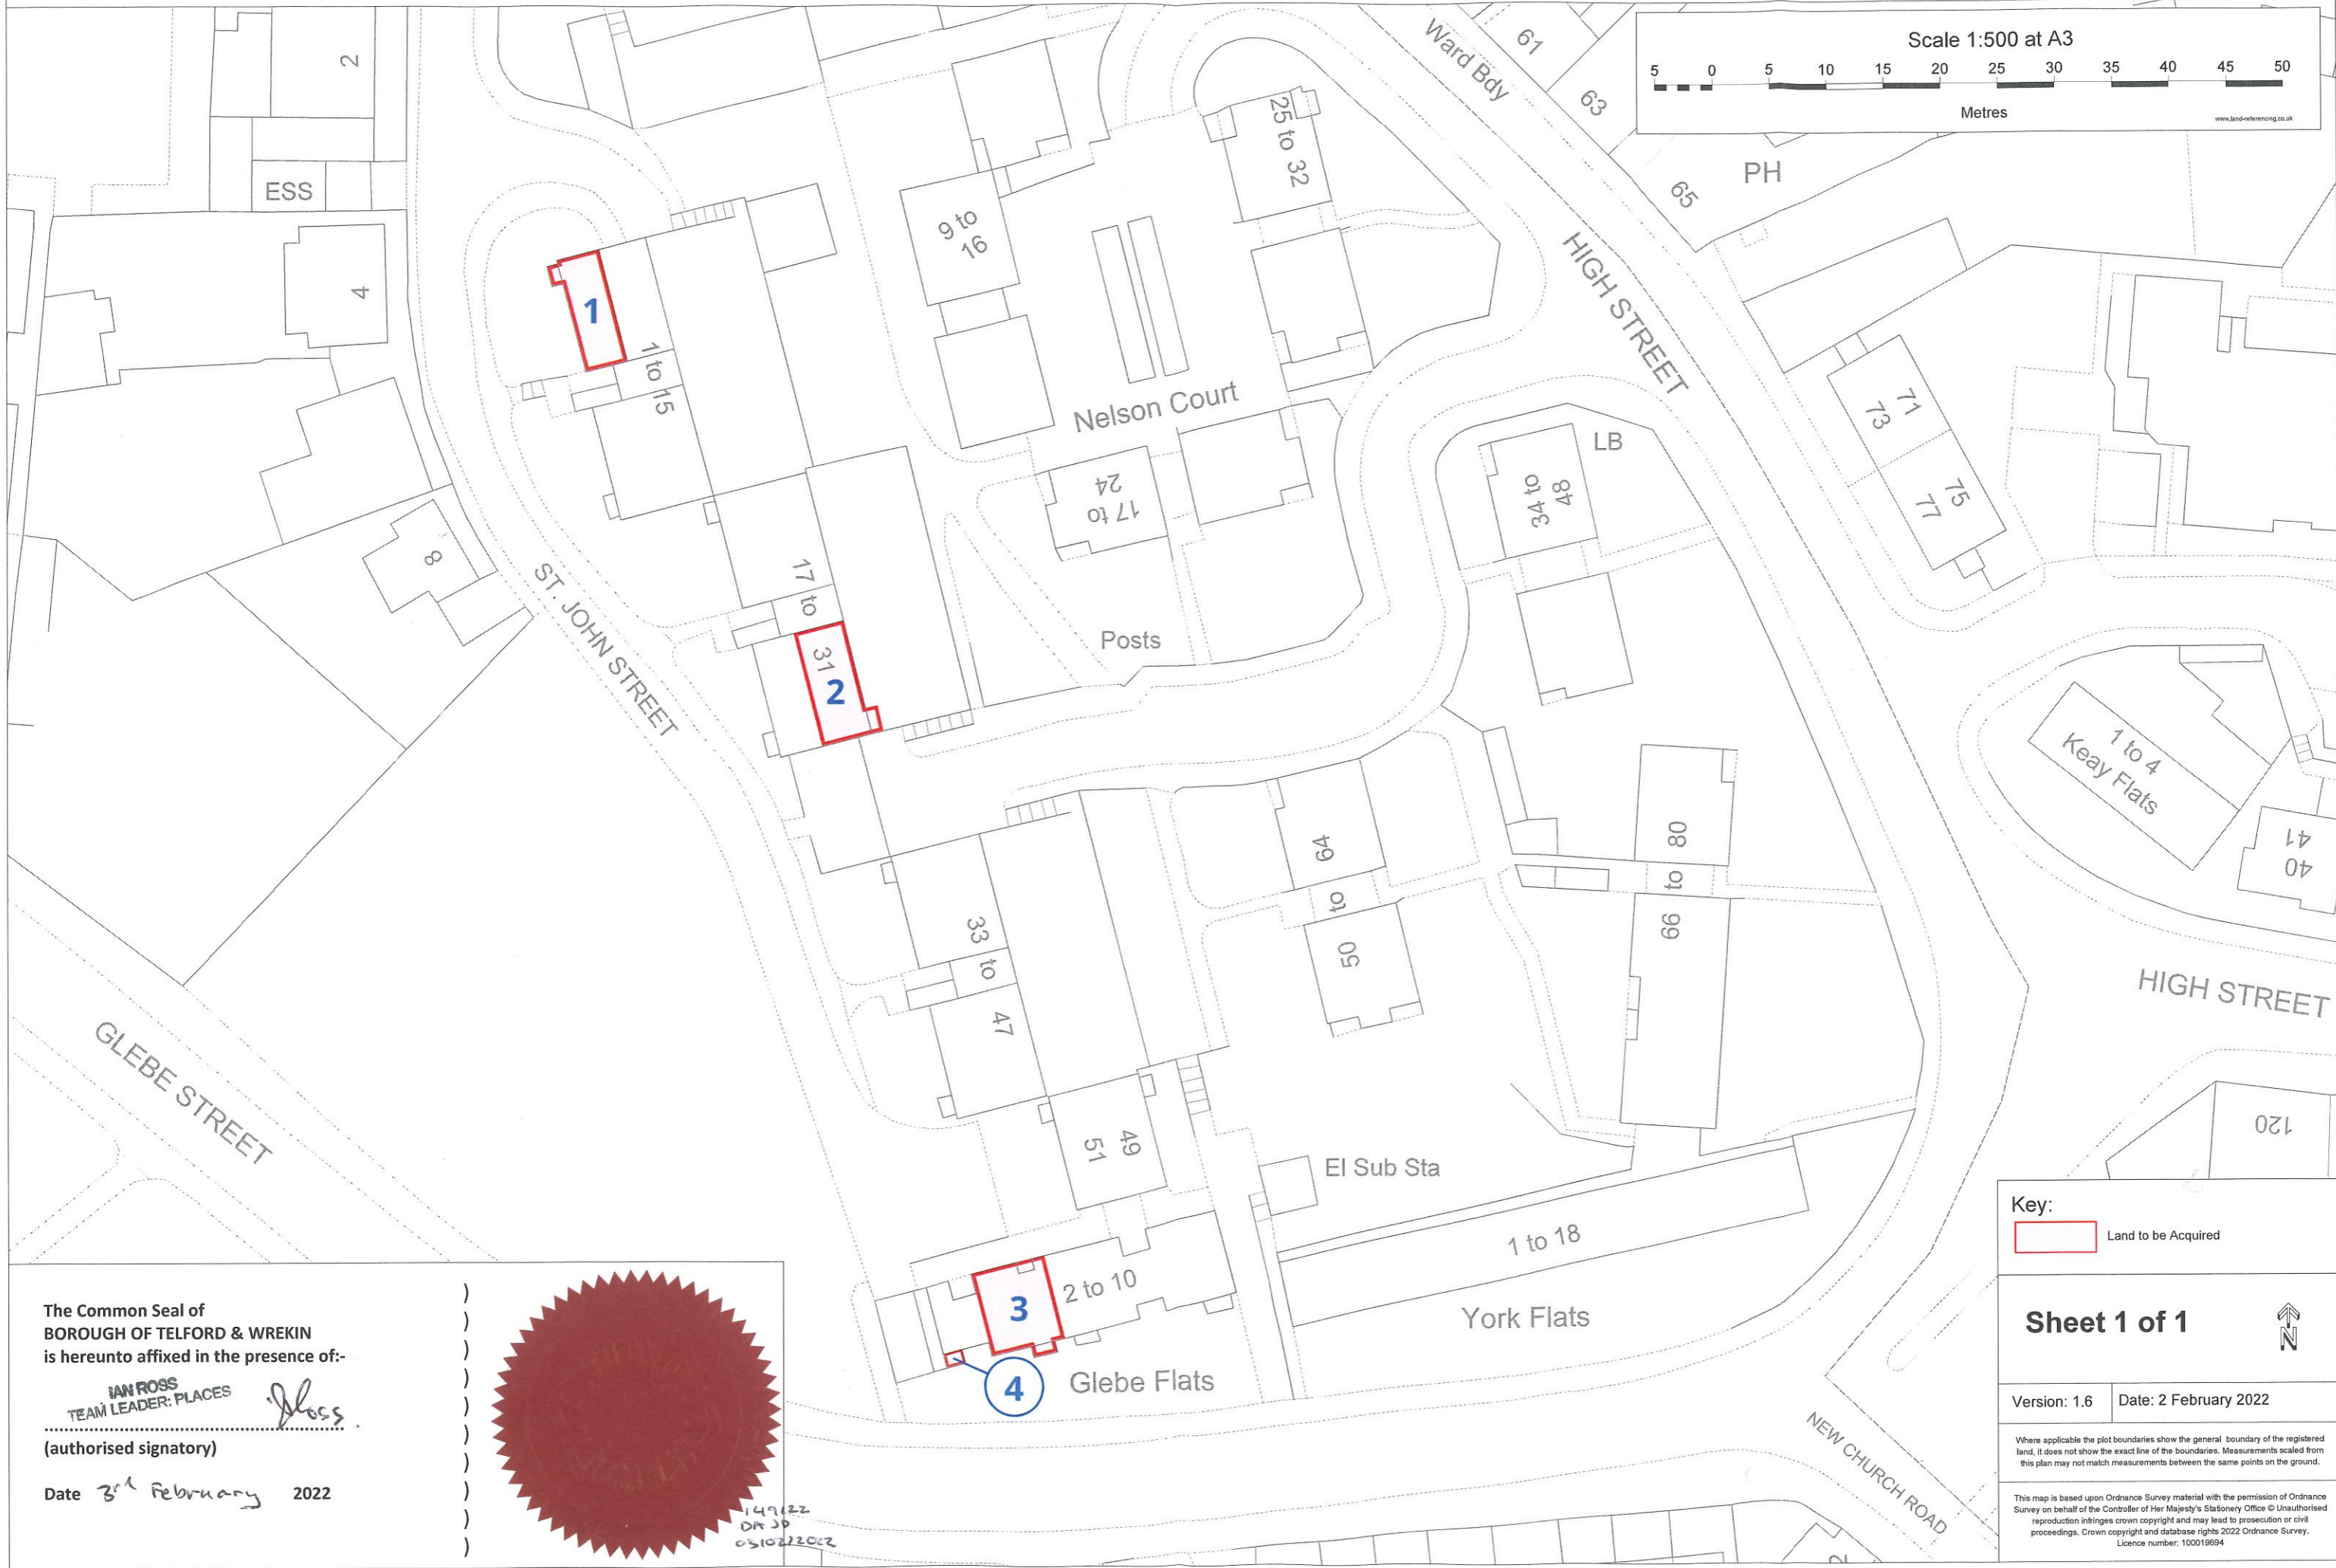 Scale 1:500 at A3
5 0 5 10 15 20 25 30 35 40 45 50
Metres
www.land-referencing.co.uk
2
ESS
4
8
1
1 to 15
9 to
16
25 to 32
Ward Bdy
61
63
65
PH
HIGH STREET
Nelson Court
17 to
24
LB
34 to
48
71
73
75
77
ST. JOHN STREET
17 to 31
2
Posts
1 to 4
Keay Flats
41
40
33 to 47
50 to 64
66 to 80
HIGH STREET
GLEBE STREET
49
51
El Sub Sta
120
1 to 18
York Flats
3
2 to 10
4
Glebe Flats
NEW CHURCH ROAD
The Common Seal of
BOROUGH OF TELFORD & WREKIN
is hereunto affixed in the presence of:-
IAN ROSS
TEAM LEADER: PLACES
(authorised signatory)
Date 3rd February 2022
Key:
Land to be Acquired
Sheet 1 of 1
N
Version: 1.6
Date: 2 February 2022
Where applicable the plot boundaries show the general boundary of the registered
land, it does not show the exact line of the boundaries. Measurements scaled from
this plan may not match measurements between the same points on the ground.
This map is based upon Ordnance Survey material with the permission of Ordnance
Survey on behalf of the Controller of Her Majesty's Stationery Office © Unauthorised
reproduction infringes crown copyright and may lead to prosecution or civil
proceedings. Crown copyright and database rights 2022 Ordnance Survey,
Licence number: 100019694